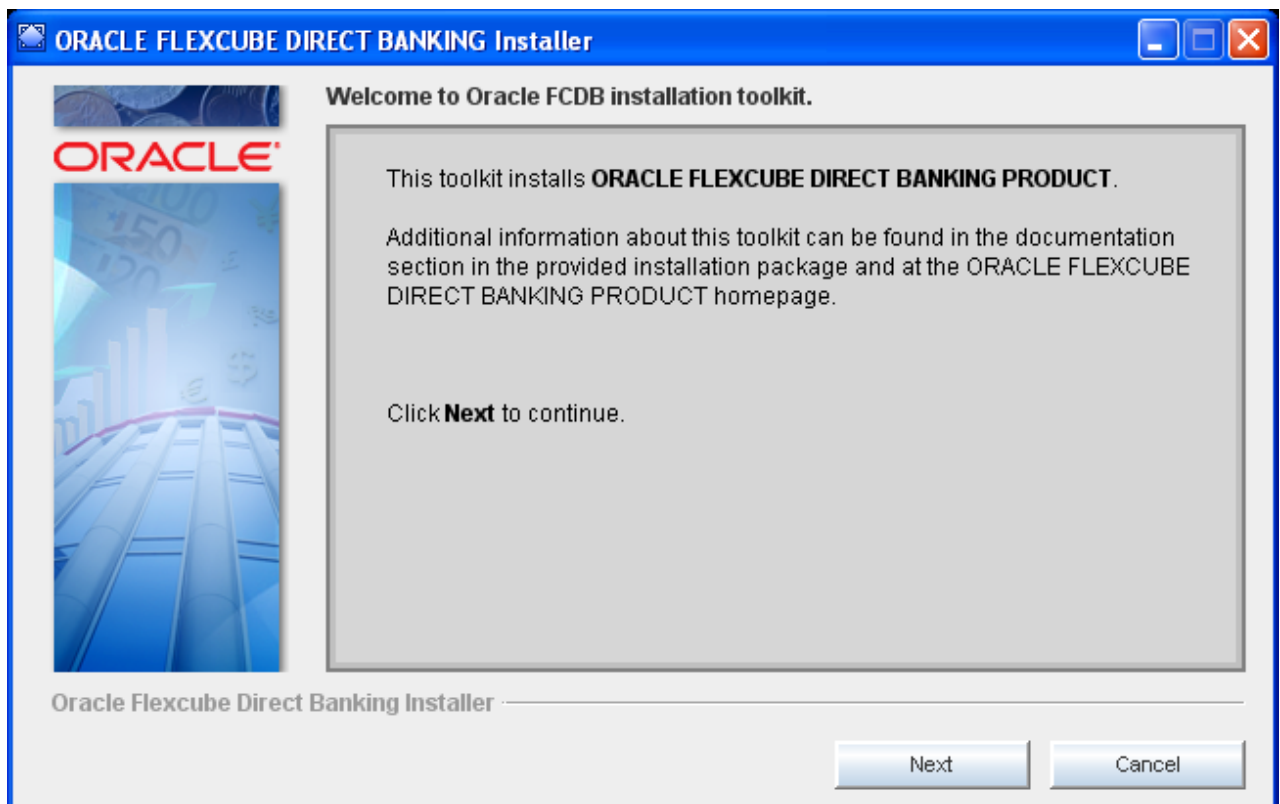 ORACLE FLEXCUBE DIRECT BANKING Installer
Welcome to Oracle FCDB installation toolkit.
ORACLE
This toolkit installs ORACLE FLEXCUBE DIRECT BANKING PRODUCT.
Additional information about this toolkit can be found in the documentation
section in the provided installation package and at the ORACLE FLEXCUBE
DIRECT BANKING PRODUCT homepage.
Click Next to continue.
Oracle Flexcube Direct Banking Installer
Next
Cancel